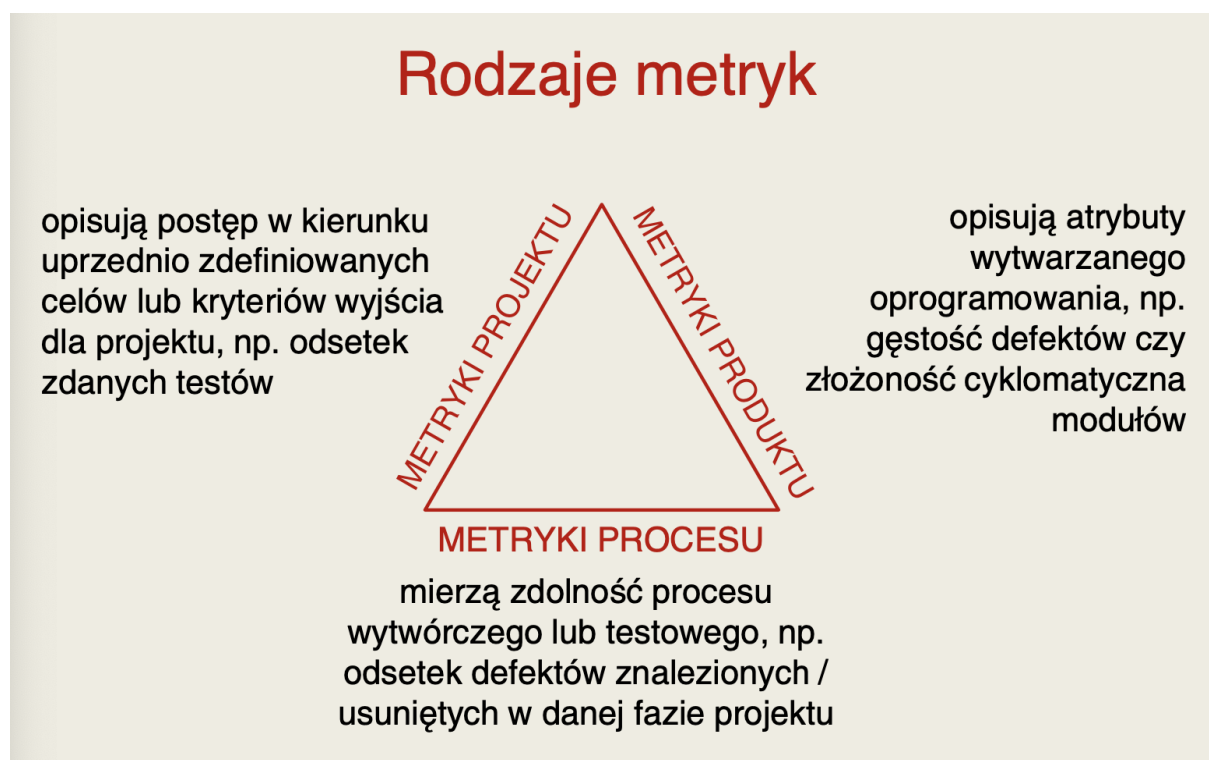 Rodzaje metryk
opisują postęp w kierunku
uprzednio zdefiniowanych
celów lub kryteriów wyjścia
dla projektu, np. odsetek
zdanych testów
METRYKI PROJEKTU
METRYKI PRODUKTU
opisują atrybuty
wytwarzanego
oprogramowania, np.
gęstość defektów czy
złożoność cyklomatyczna
modułów
METRYKI PROCESU
mierzą zdolność procesu
wytwórczego lub testowego, np.
odsetek defektów znalezionych /
usuniętych w danej fazie projektu